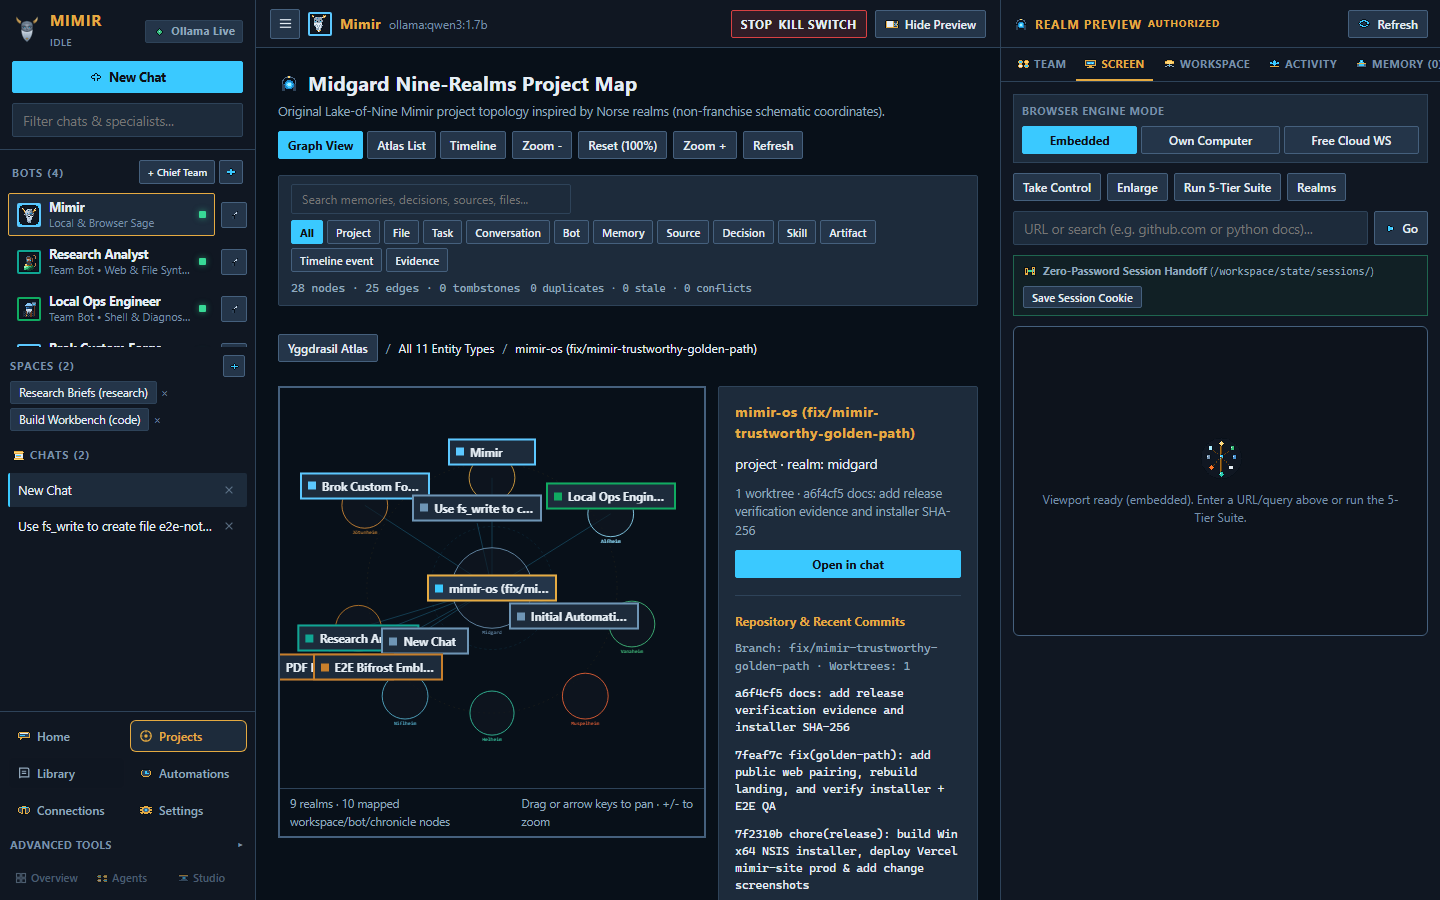 MIMIR
IDLE
Ollama Live
New Chat
Filter chats & specialists...
BOTS (4)
+ Chief Team
+
Mimir
Local & Browser Sage
Research Analyst
Team Bot • Web & File Synt...
Local Ops Engineer
Team Bot • Shell & Diagnos...
SPACES (2)
+
Research Briefs (research) ×
Build Workbench (code) ×
CHATS (2)
New Chat ×
Use fs_write to create file e2e-not... ×
Home
Projects
Library
Automations
Connections
Settings
ADVANCED TOOLS
Overview
Agents
Studio
Mimir ollama:qwen3:1.7b
STOP KILL SWITCH
Hide Preview
Midgard Nine-Realms Project Map
Original Lake-of-Nine Mimir project topology inspired by Norse realms (non-franchise schematic coordinates).
Graph View
Atlas List
Timeline
Zoom -
Reset (100%)
Zoom +
Refresh
Search memories, decisions, sources, files...
All
Project
File
Task
Conversation
Bot
Memory
Source
Decision
Skill
Artifact
Timeline event
Evidence
28 nodes · 25 edges · 0 tombstones 0 duplicates · 0 stale · 0 conflicts
Yggdrasil Atlas / All 11 Entity Types / mimir-os (fix/mimir-trustworthy-golden-path)
Mimir
Brok Custom Fo...
Local Ops Engin...
Use fs_write to c...
Jotunheim
Alfheim
mimir-os (fix/mi...
Initial Automati...
Midgard
Research A
New Chat
Vanaheim
PDF
E2E Bifrost Embl...
Niflheim
Helheim
Muspelheim
9 realms · 10 mapped
workspace/bot/chronicle nodes
Drag or arrow keys to pan · +/- to
zoom
mimir-os (fix/mimir-
trustworthy-golden-path)
project · realm: midgard
1 worktree · a6f4cf5 docs: add release
verification evidence and installer SHA-
256
Open in chat
Repository & Recent Commits
Branch: fix/mimir-trustworthy-
golden-path · Worktrees: 1
a6f4cf5 docs: add release
verification evidence and
installer SHA-256
7feaf7c fix(golden-path): add
public web pairing, rebuild
landing, and verify installer +
E2E QA
7f2310b chore(release): build Win
x64 NSIS installer, deploy Vercel
mimir-site prod & add change
screenshots
REALM PREVIEW AUTHORIZED
Refresh
TEAM
SCREEN
WORKSPACE
ACTIVITY
MEMORY (0)
BROWSER ENGINE MODE
Embedded
Own Computer
Free Cloud WS
Take Control
Enlarge
Run 5-Tier Suite
Realms
URL or search (e.g. github.com or python docs)...
Go
Zero-Password Session Handoff (/workspace/state/sessions/)
Save Session Cookie
Viewport ready (embedded). Enter a URL/query above or run the 5-
Tier Suite.